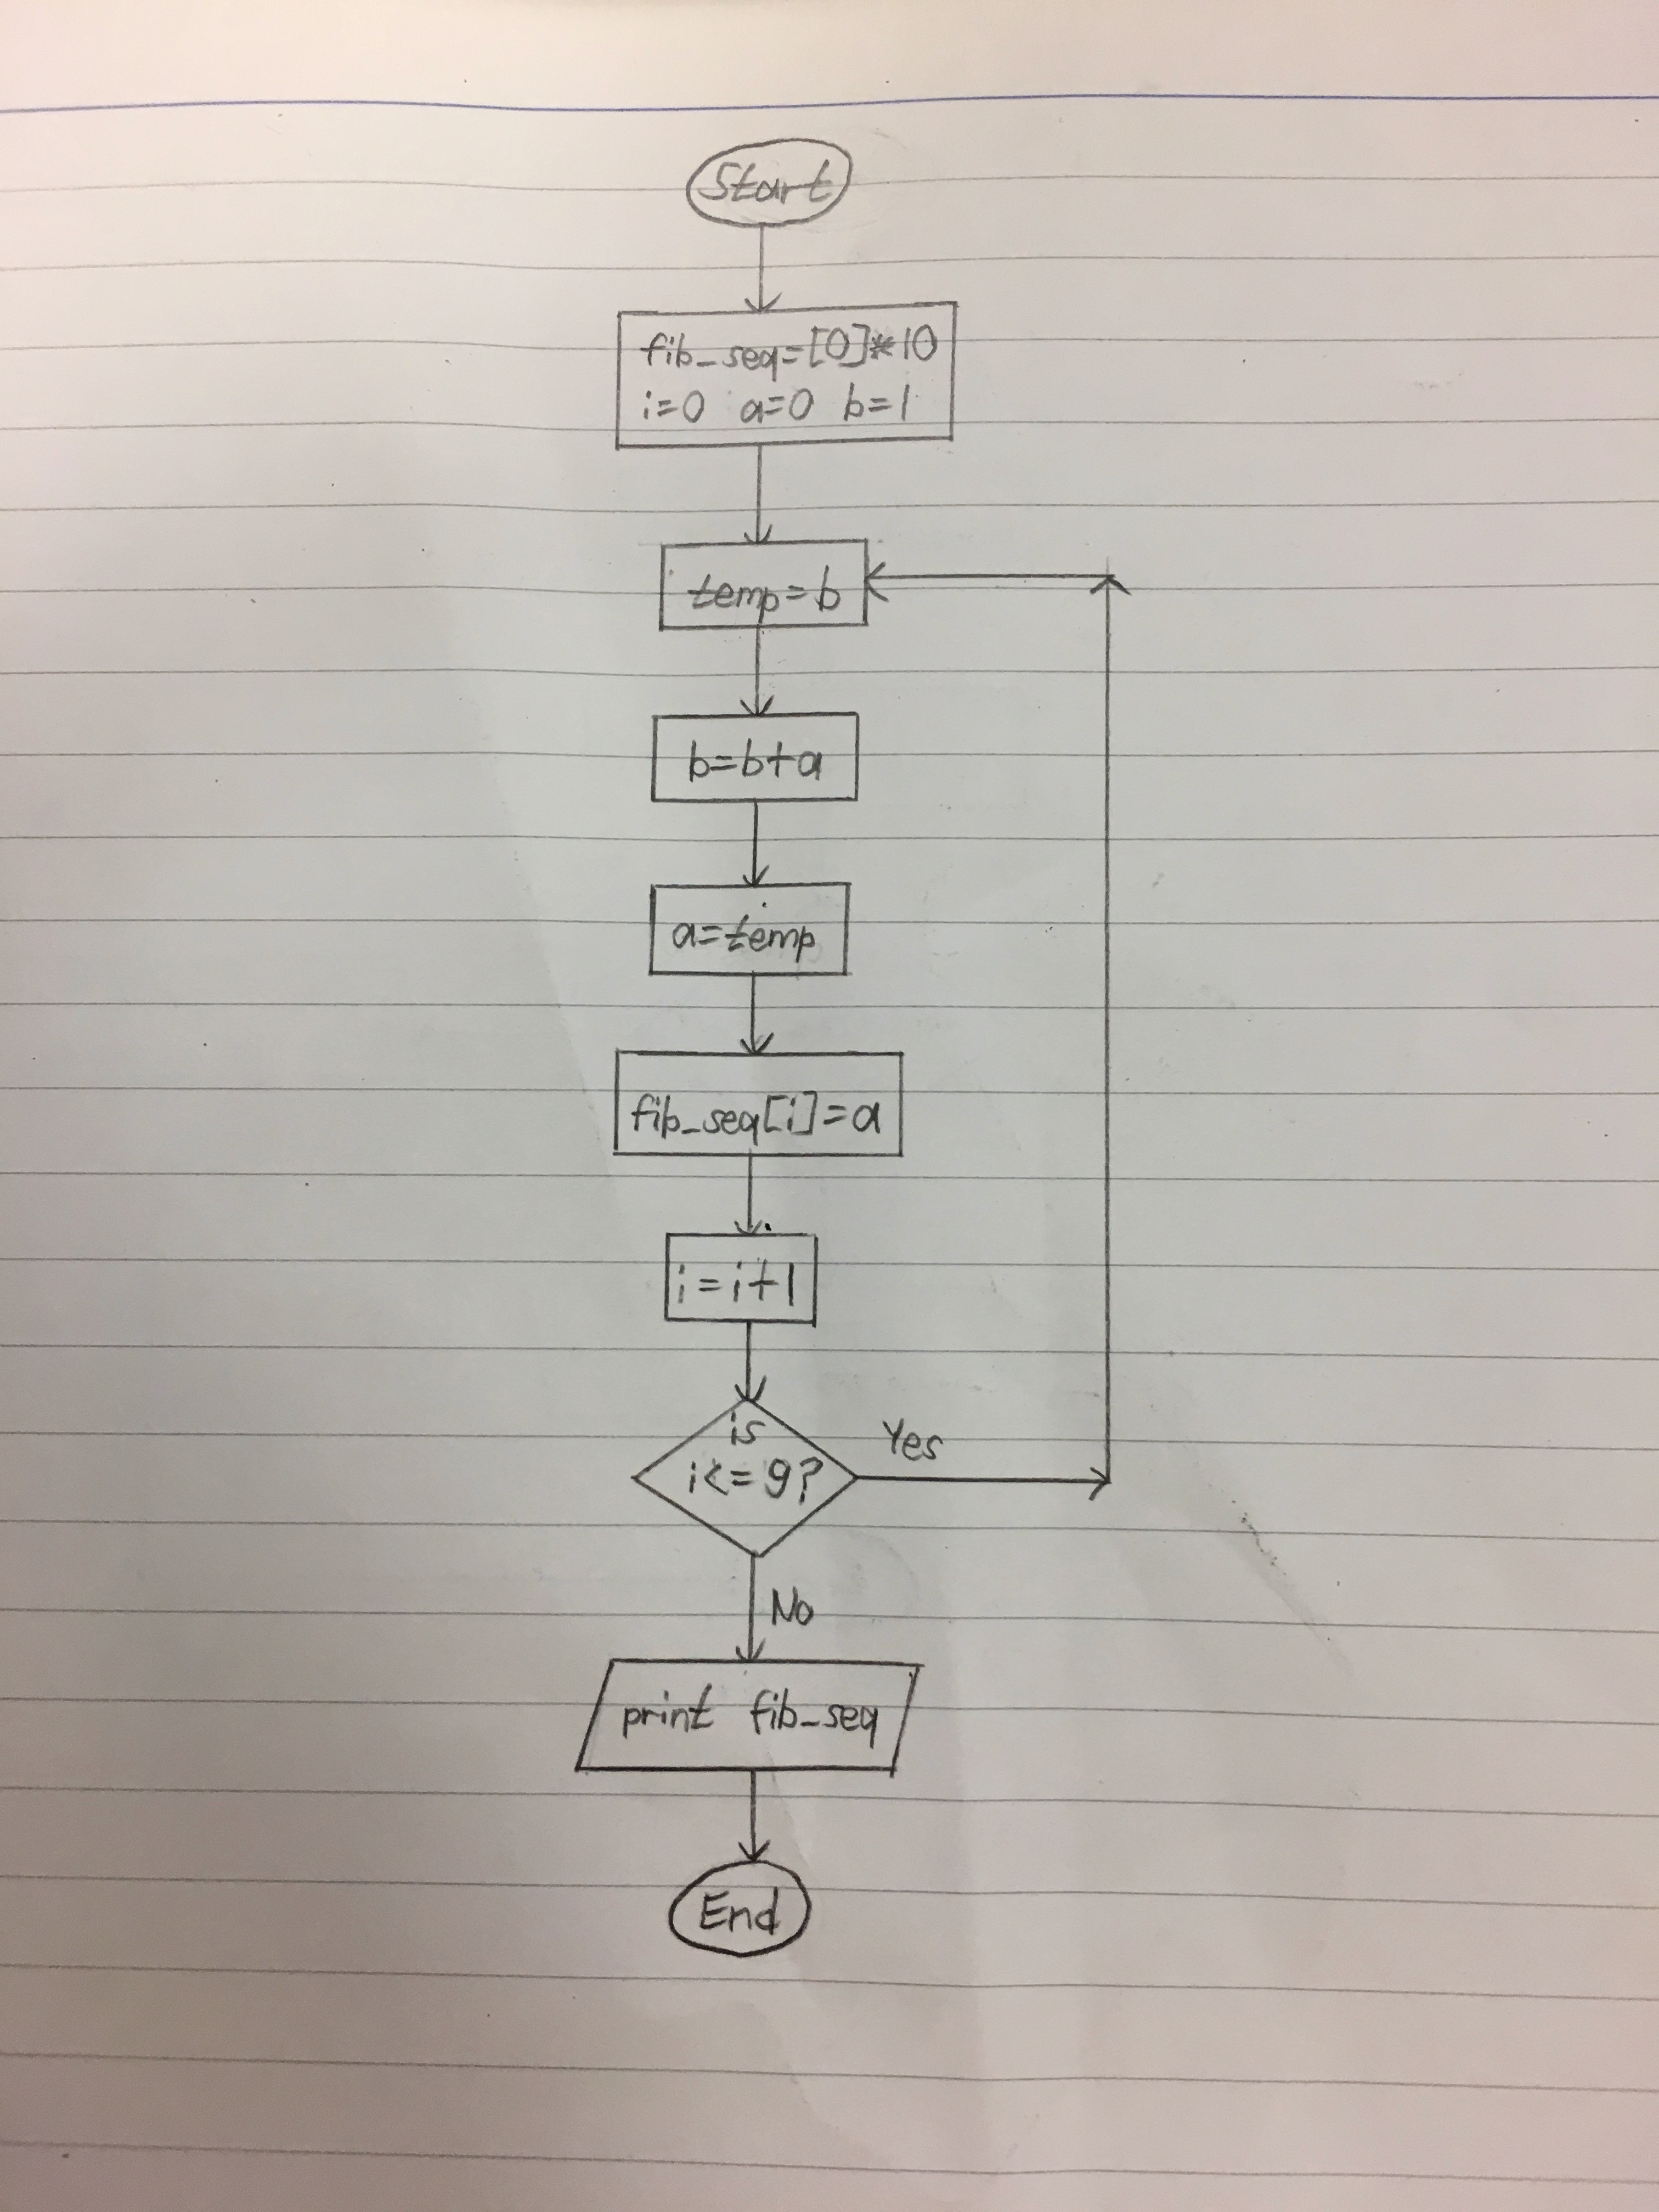 Start
fib_seq=[0]*10
i=0 a=0 b=1
temp=b
b=b+a
a=temp
fib_seq[i]=a
i=i+1
is
i<=9?
Yes
No
print fib_seq
End